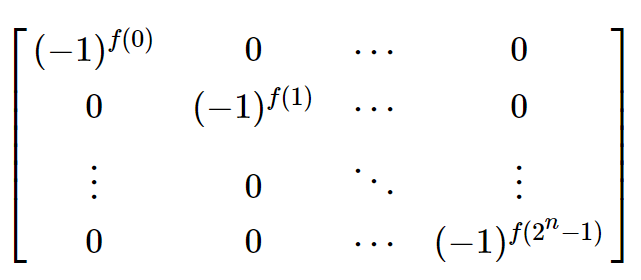 (−1)^{f(0)} 0 ⋯ 0
0 (−1)^{f(1)} ⋯ 0
⋮ 0 ⋱ ⋮
0 0 ⋯ (−1)^{f(2^n−1)}